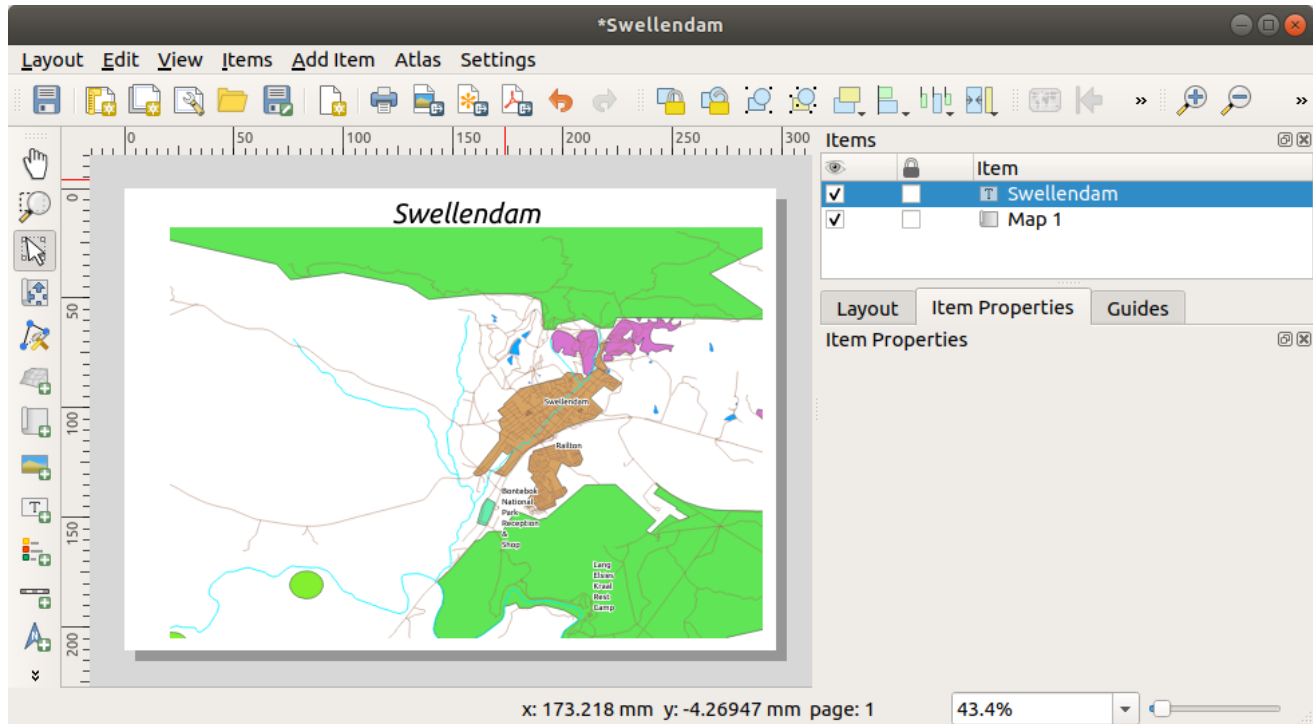 *Swellendam
Layout Edit View Items Add Item Atlas Settings
» »
0 50 100 150 200 250 300
0
50
100
150
200
Swellendam
Swellendam
Railton
Bontebok
National
Park
Reception
&
Shop
Lang
Elsies
Kraal
Rest
Camp
Items
Item
Swellendam
Map 1
Layout Item Properties Guides
Item Properties
x: 173.218 mm y: -4.26947 mm page: 1 43.4%